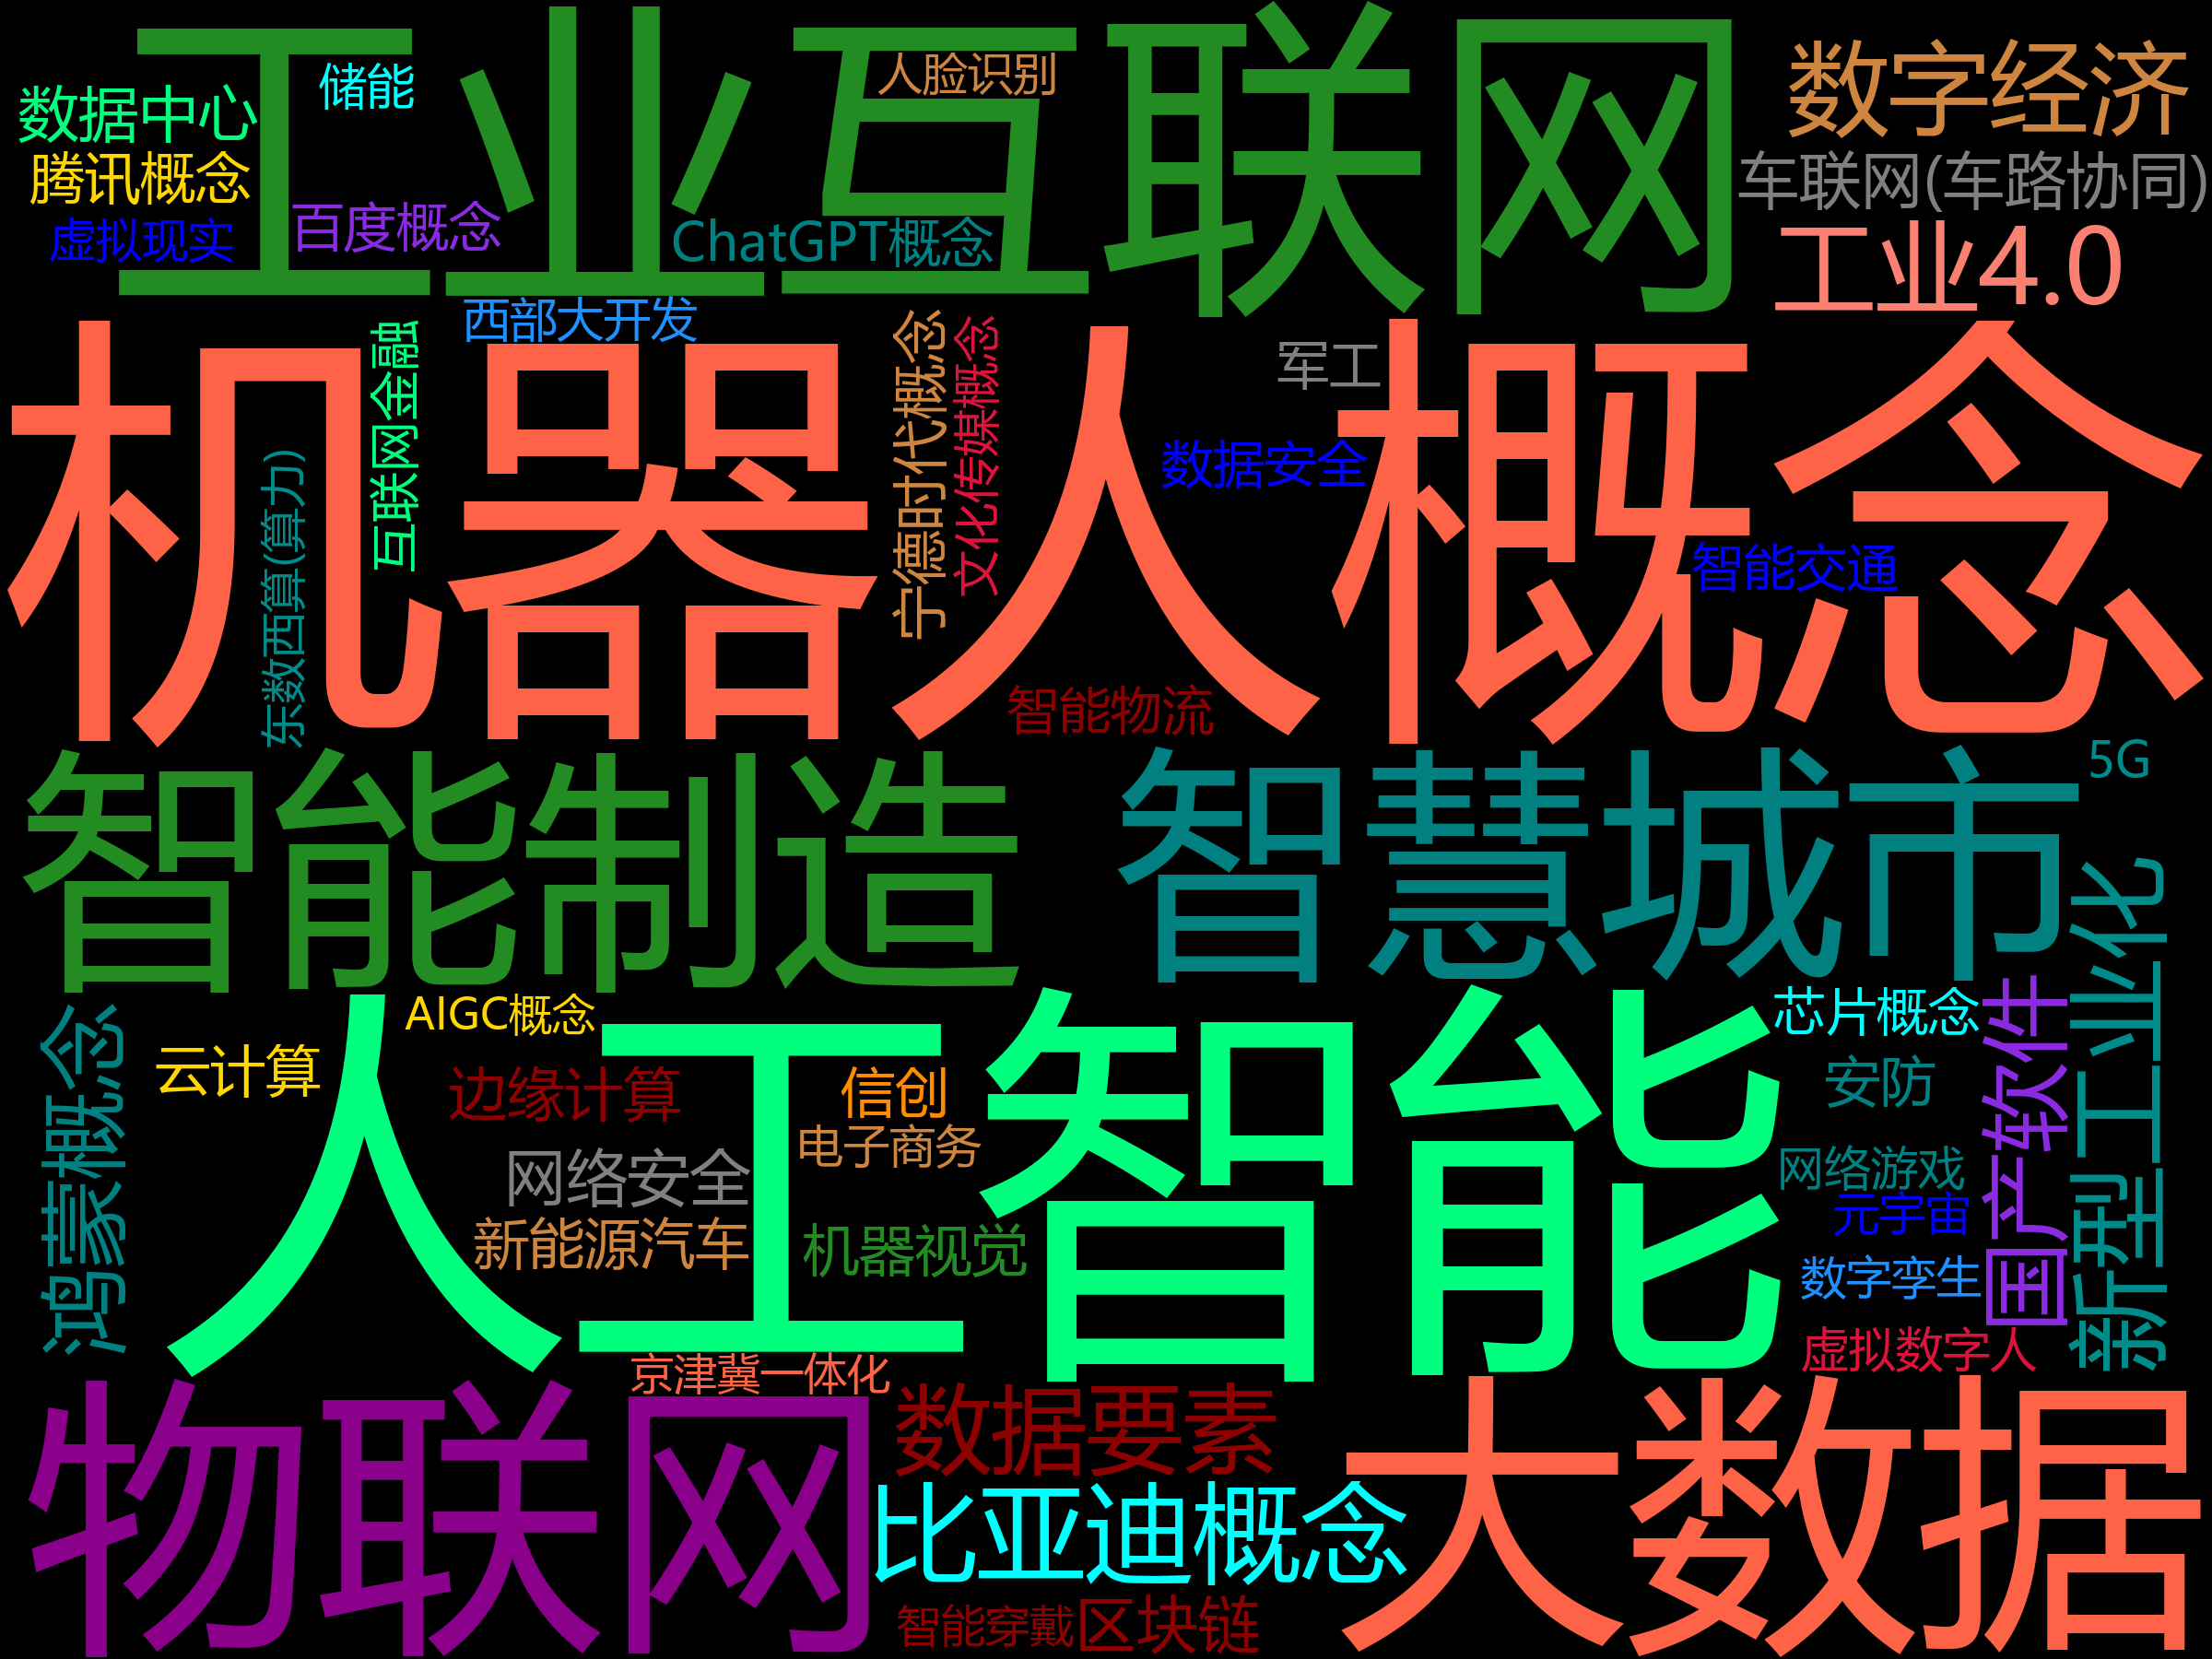 工业互联网
数字经济
人脸识别
储能
数据中心
腾讯概念
车联网(车路协同)
虚拟现实
百度概念
ChatGPT概念
工业4.0
西部大开发
机器人概念
互联网金融
东数西算(算力)
宁德时代概念
文化传媒概念
军工
数据安全
智能交通
智能物流
智能制造
智慧城市
5G
新型工业化
人工智能
鸿蒙概念
云计算
AIGC概念
边缘计算
信创
电子商务
网络安全
新能源汽车
机器视觉
芯片概念
安防
国产软件
网络游戏
元宇宙
数字孪生
虚拟数字人
京津冀一体化
物联网
数据要素
比亚迪概念
大数据
智能穿戴
区块链